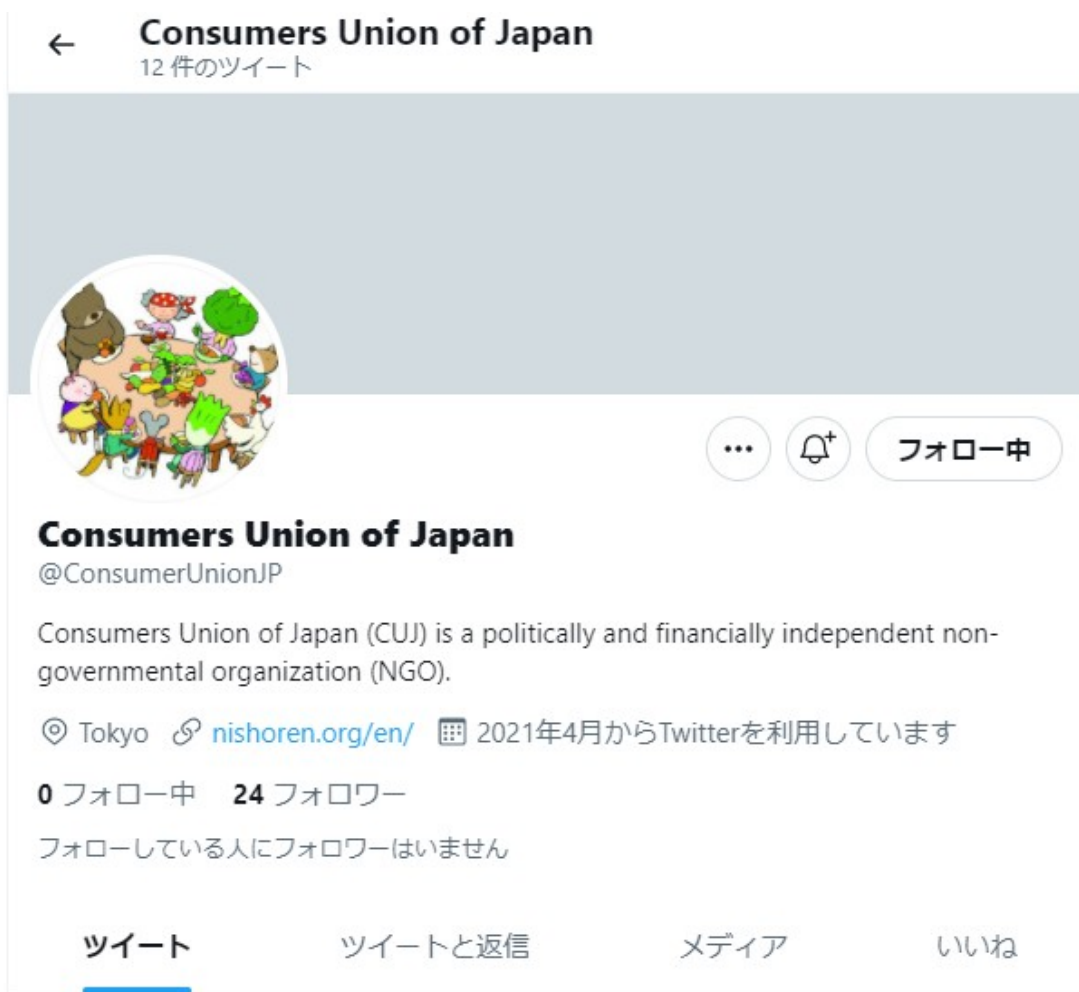 Consumers Union of Japan
12 件のツイート
フォロー中
Consumers Union of Japan
@ConsumerUnionJP
Consumers Union of Japan (CUJ) is a politically and financially independent non-
governmental organization (NGO).
Tokyo nishoren.org/en/ 2021年4月からTwitterを利用しています
0 フォロー中 24 フォロワー
フォローしている人にフォロワーはいません
ツイート ツイートと返信 メディア いいね